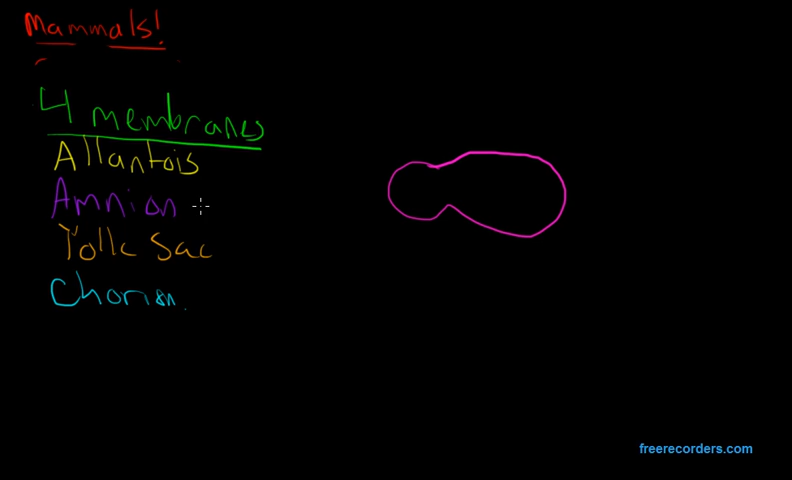 Mammals!
4 membranes
Allantois
Amnion
Yolk Sac
Chorion.
freerecorders.com